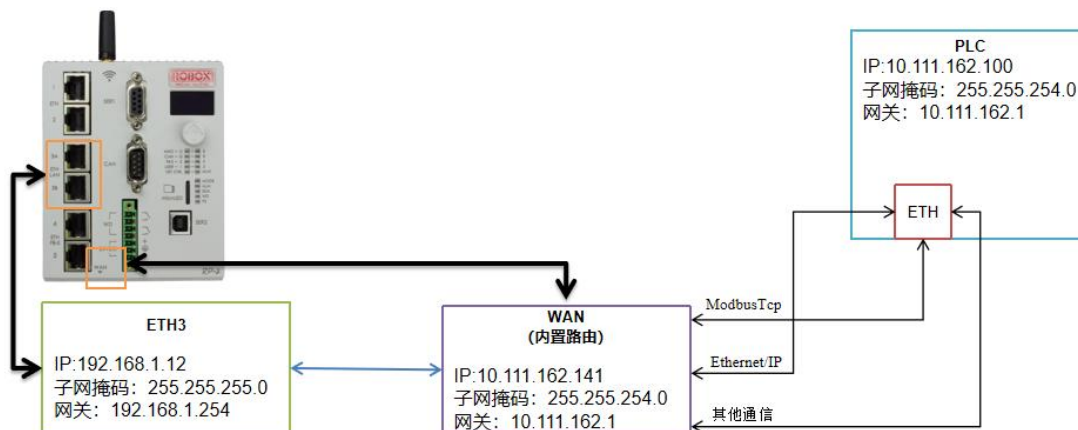 ROBOX
CAN
PLC
IP:10.111.162.100
子网掩码：255.255.254.0
网关：10.111.162.1
ETH
ModbusTcp
Ethernet/IP
其他通信
ETH3
IP:192.168.1.12
子网掩码：255.255.255.0
网关：192.168.1.254
WAN
(内置路由)
IP:10.111.162.141
子网掩码：255.255.254.0
网关：10.111.162.1